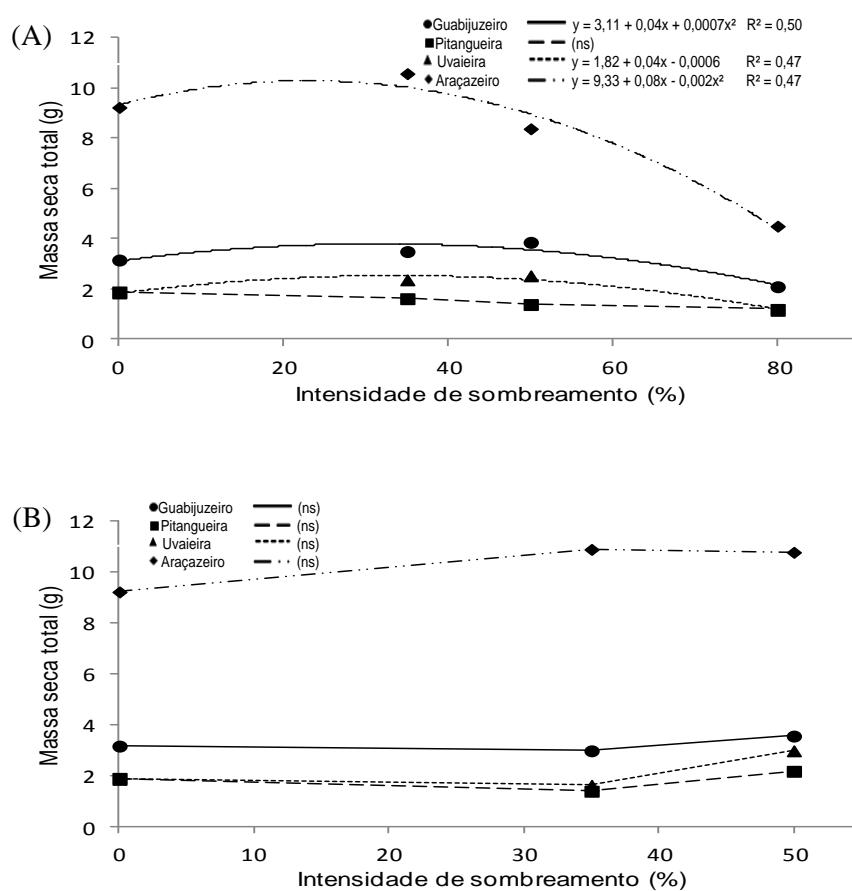 (A)
Guabijuzeiro y = 3,11 + 0,04x + 0,0007x² R² = 0,50
Pitangueira (ns)
Uvaieira y = 1,82 + 0,04x - 0,0006 R² = 0,47
Araçazeiro y = 9,33 + 0,08x - 0,002x² R² = 0,47
Massa seca total (g)
12
10
8
6
4
2
0
0 20 40 60 80
Intensidade de sombreamento (%)
(B)
Guabijuzeiro (ns)
Pitangueira (ns)
Uvaieira (ns)
Araçazeiro (ns)
Massa seca total (g)
12
10
8
6
4
2
0
0 10 20 30 40 50
Intensidade de sombreamento (%)